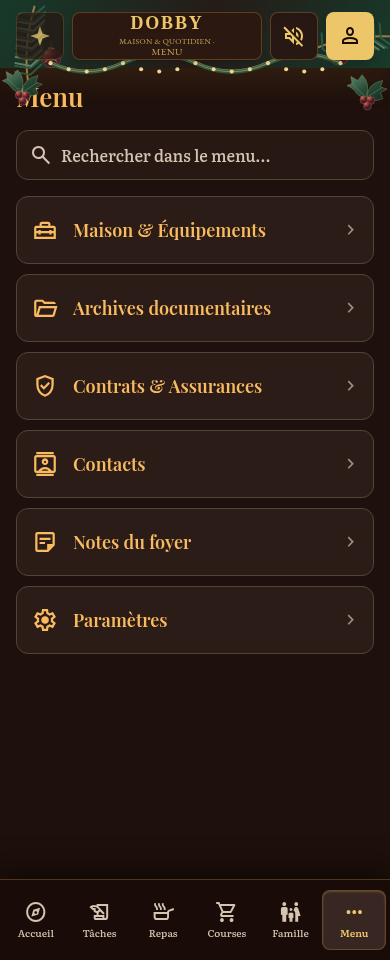 DOBBY
MAISON & QUOTIDIEN ·
MENU
Menu
Rechercher dans le menu...
Maison & Équipements
Archives documentaires
Contrats & Assurances
Contacts
Notes du foyer
Paramètres
Accueil
Tâches
Repas
Courses
Famille
Menu